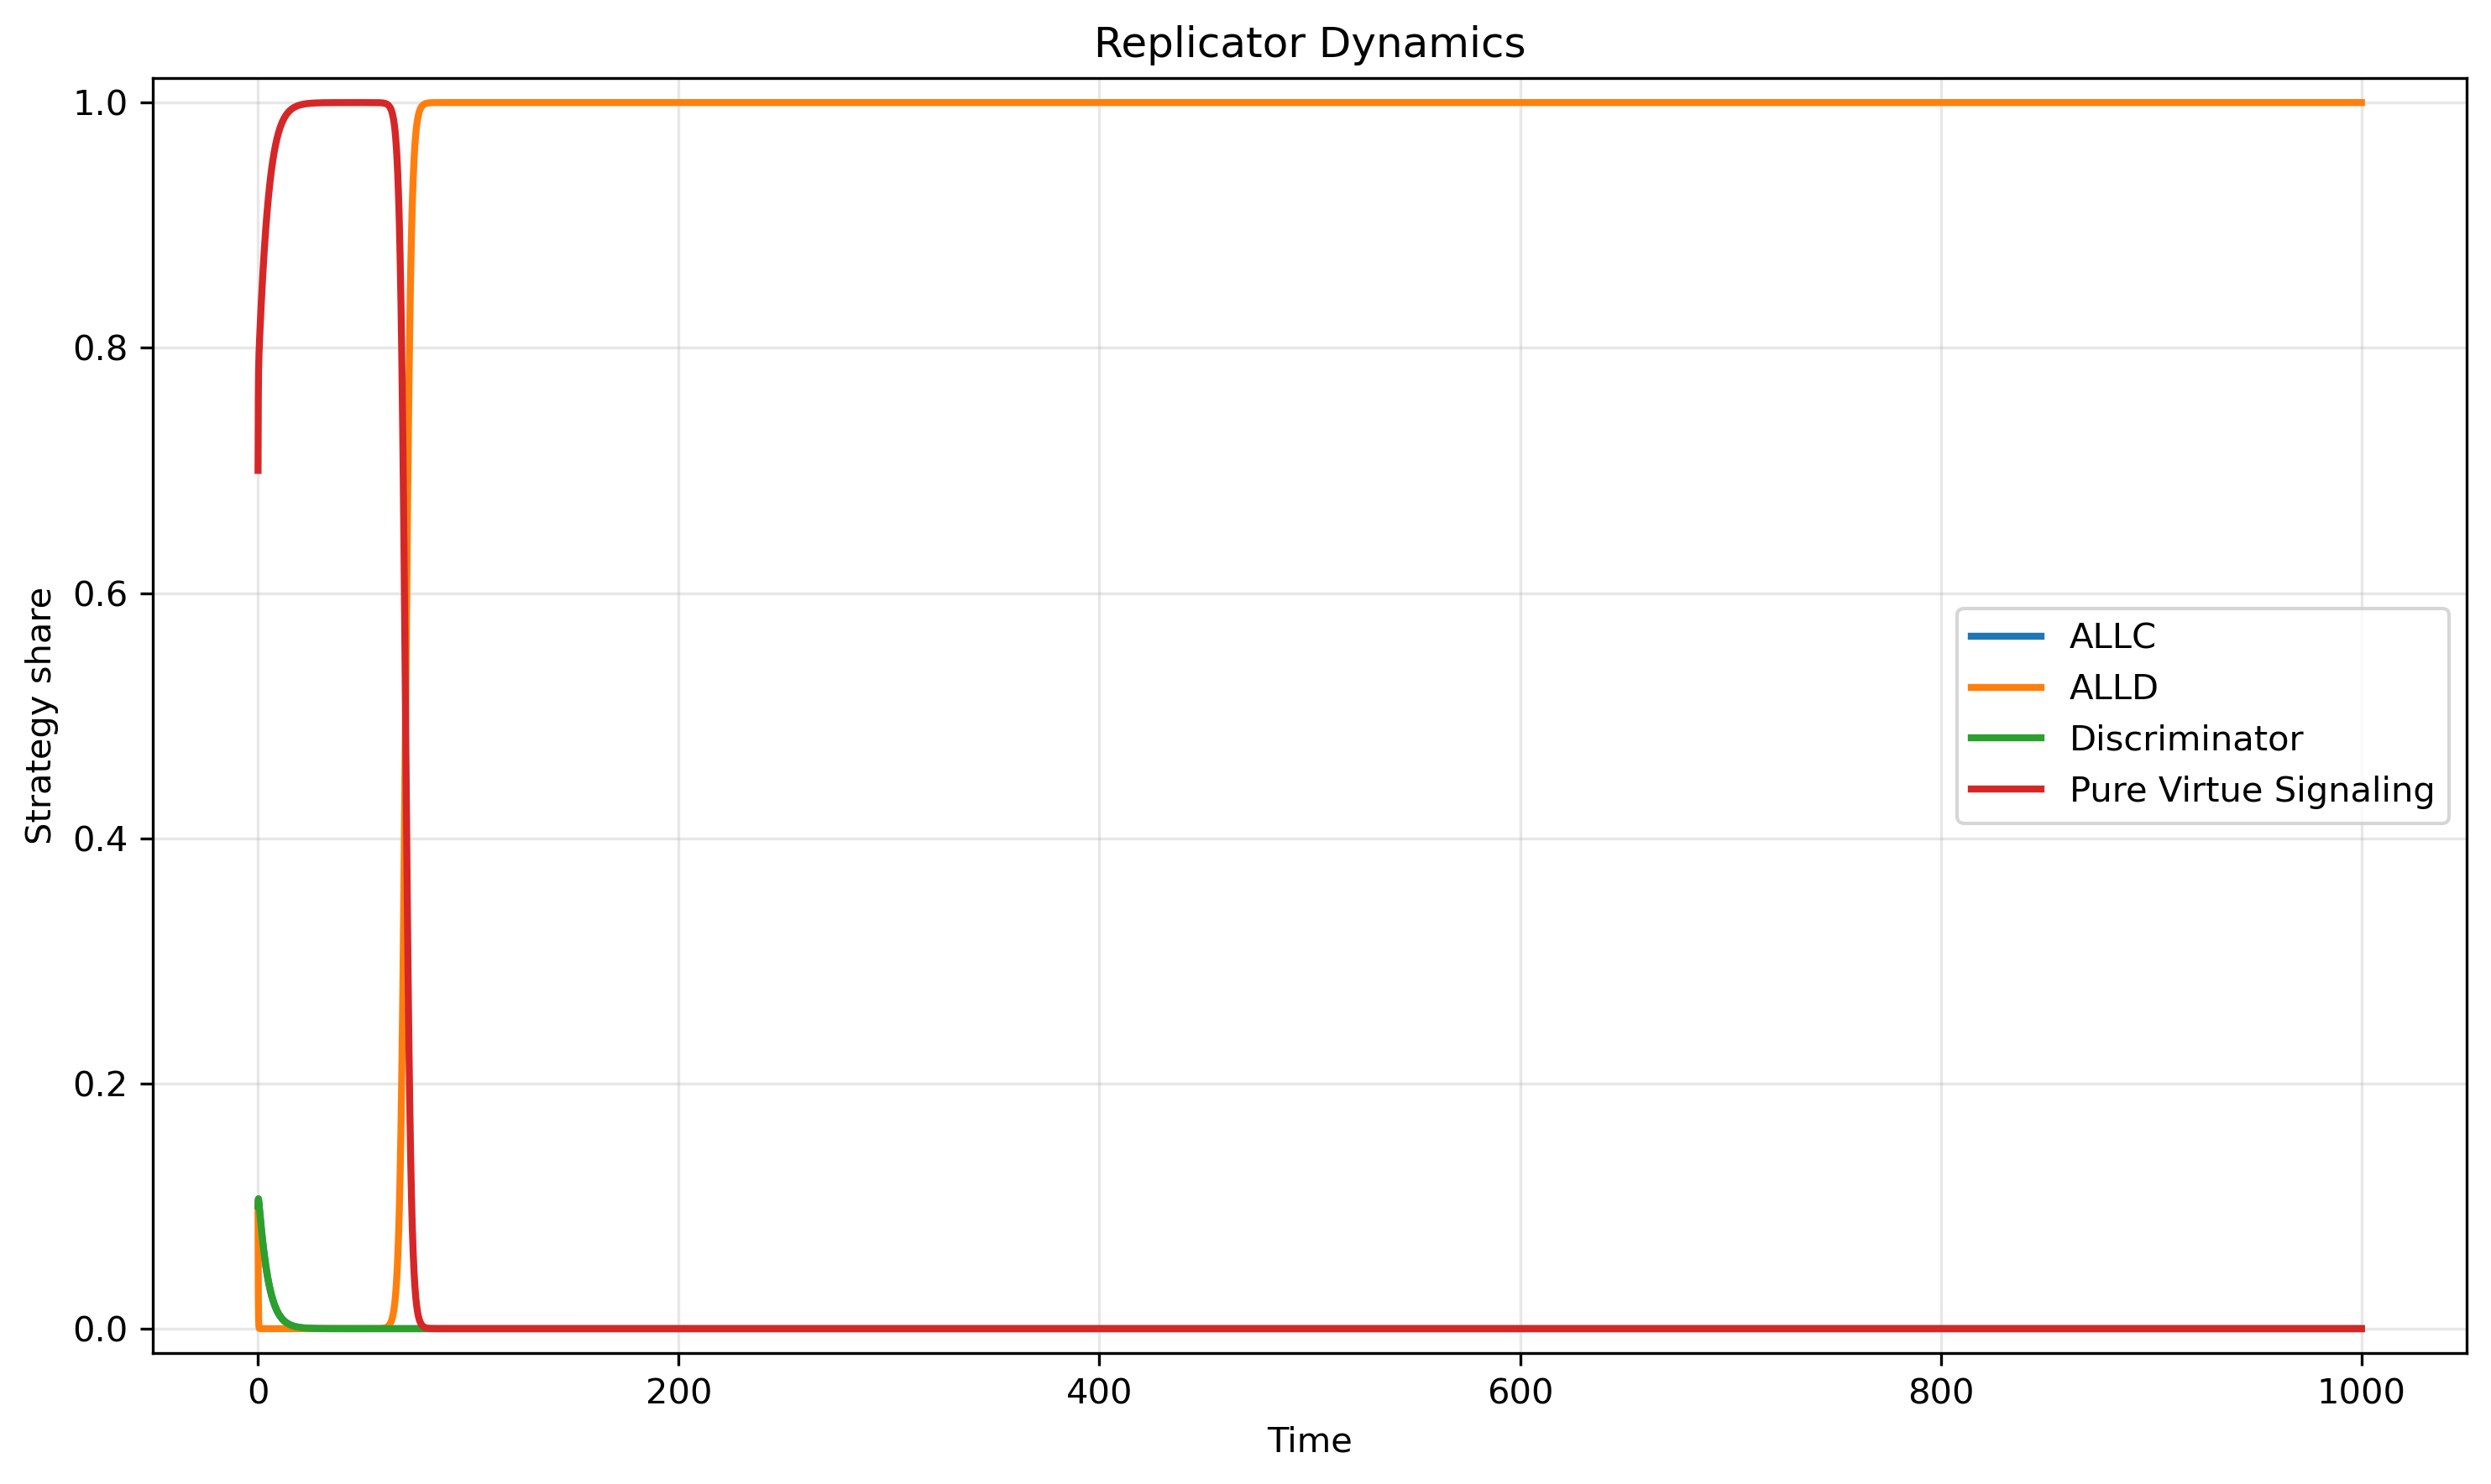 Replicator Dynamics
1.0
0.8
0.6
0.4
0.2
0.0
Strategy share
ALLC
ALLD
Discriminator
Pure Virtue Signaling
0 200 400 600 800 1000
Time